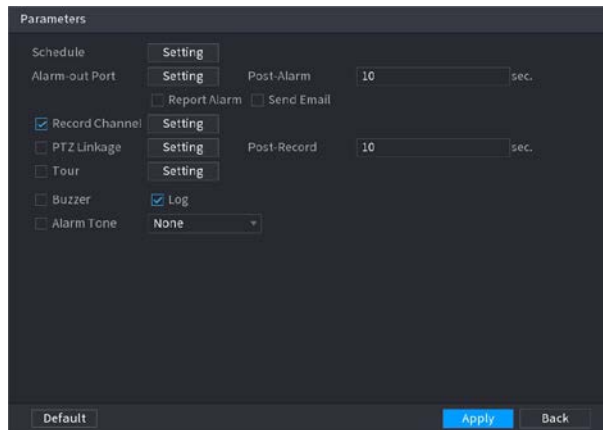 Parameters
Schedule Setting
Alarm-out Port Setting Post-Alarm 10 sec.
Report Alarm Send Email
Record Channel Setting
PTZ Linkage Setting Post-Record 10 sec.
Tour Setting
Buzzer Log
Alarm Tone None
Default Apply Back